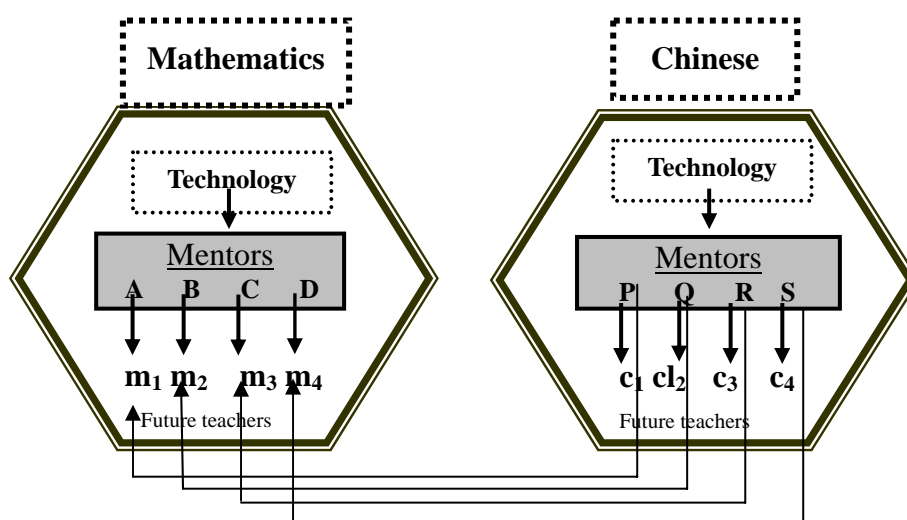 Mathematics
Technology
Mentors
A B C D
m1 m2 m3 m4
Future teachers
Chinese
Technology
Mentors
P Q R S
c1 cl2 c3 c4
Future teachers